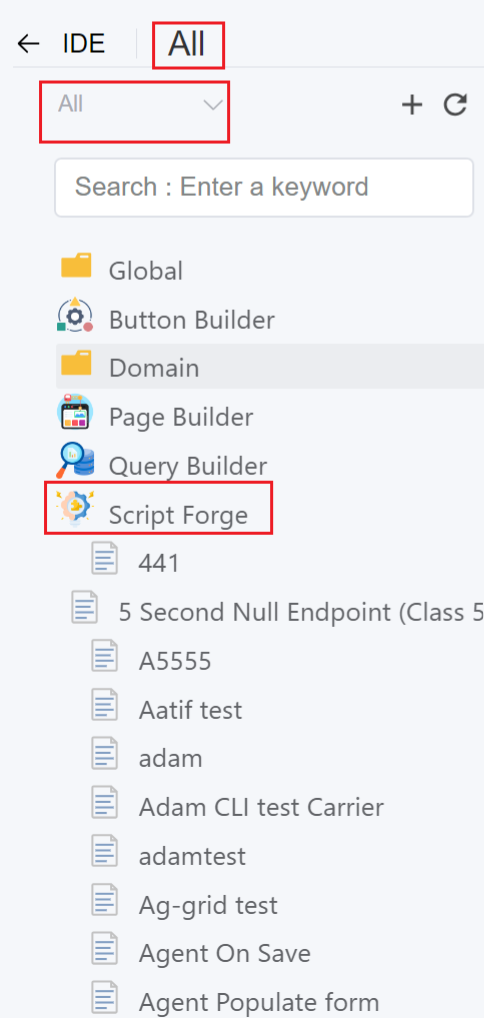 IDE
All
All
Search : Enter a keyword
Global
Button Builder
Domain
Page Builder
Query Builder
Script Forge
441
5 Second Null Endpoint (Class 5
A5555
Aatif test
adam
Adam CLI test Carrier
adamtest
Ag-grid test
Agent On Save
Agent Populate form